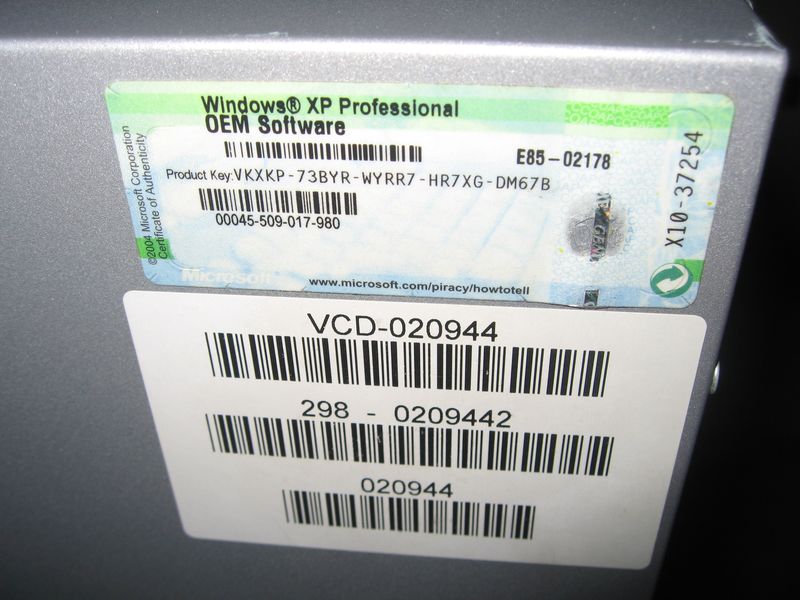 Windows® XP Professional
OEM Software
E85-02178
Product Key: VKXKP-73BYR-WYRR7-HR7XG-DM67B
00045-509-017-980
©2004 Microsoft Corporation
Certificate of Authenticity
X10-37254
Microsoft
www.microsoft.com/piracy/howtotell
VCD-020944
298 - 0209442
020944